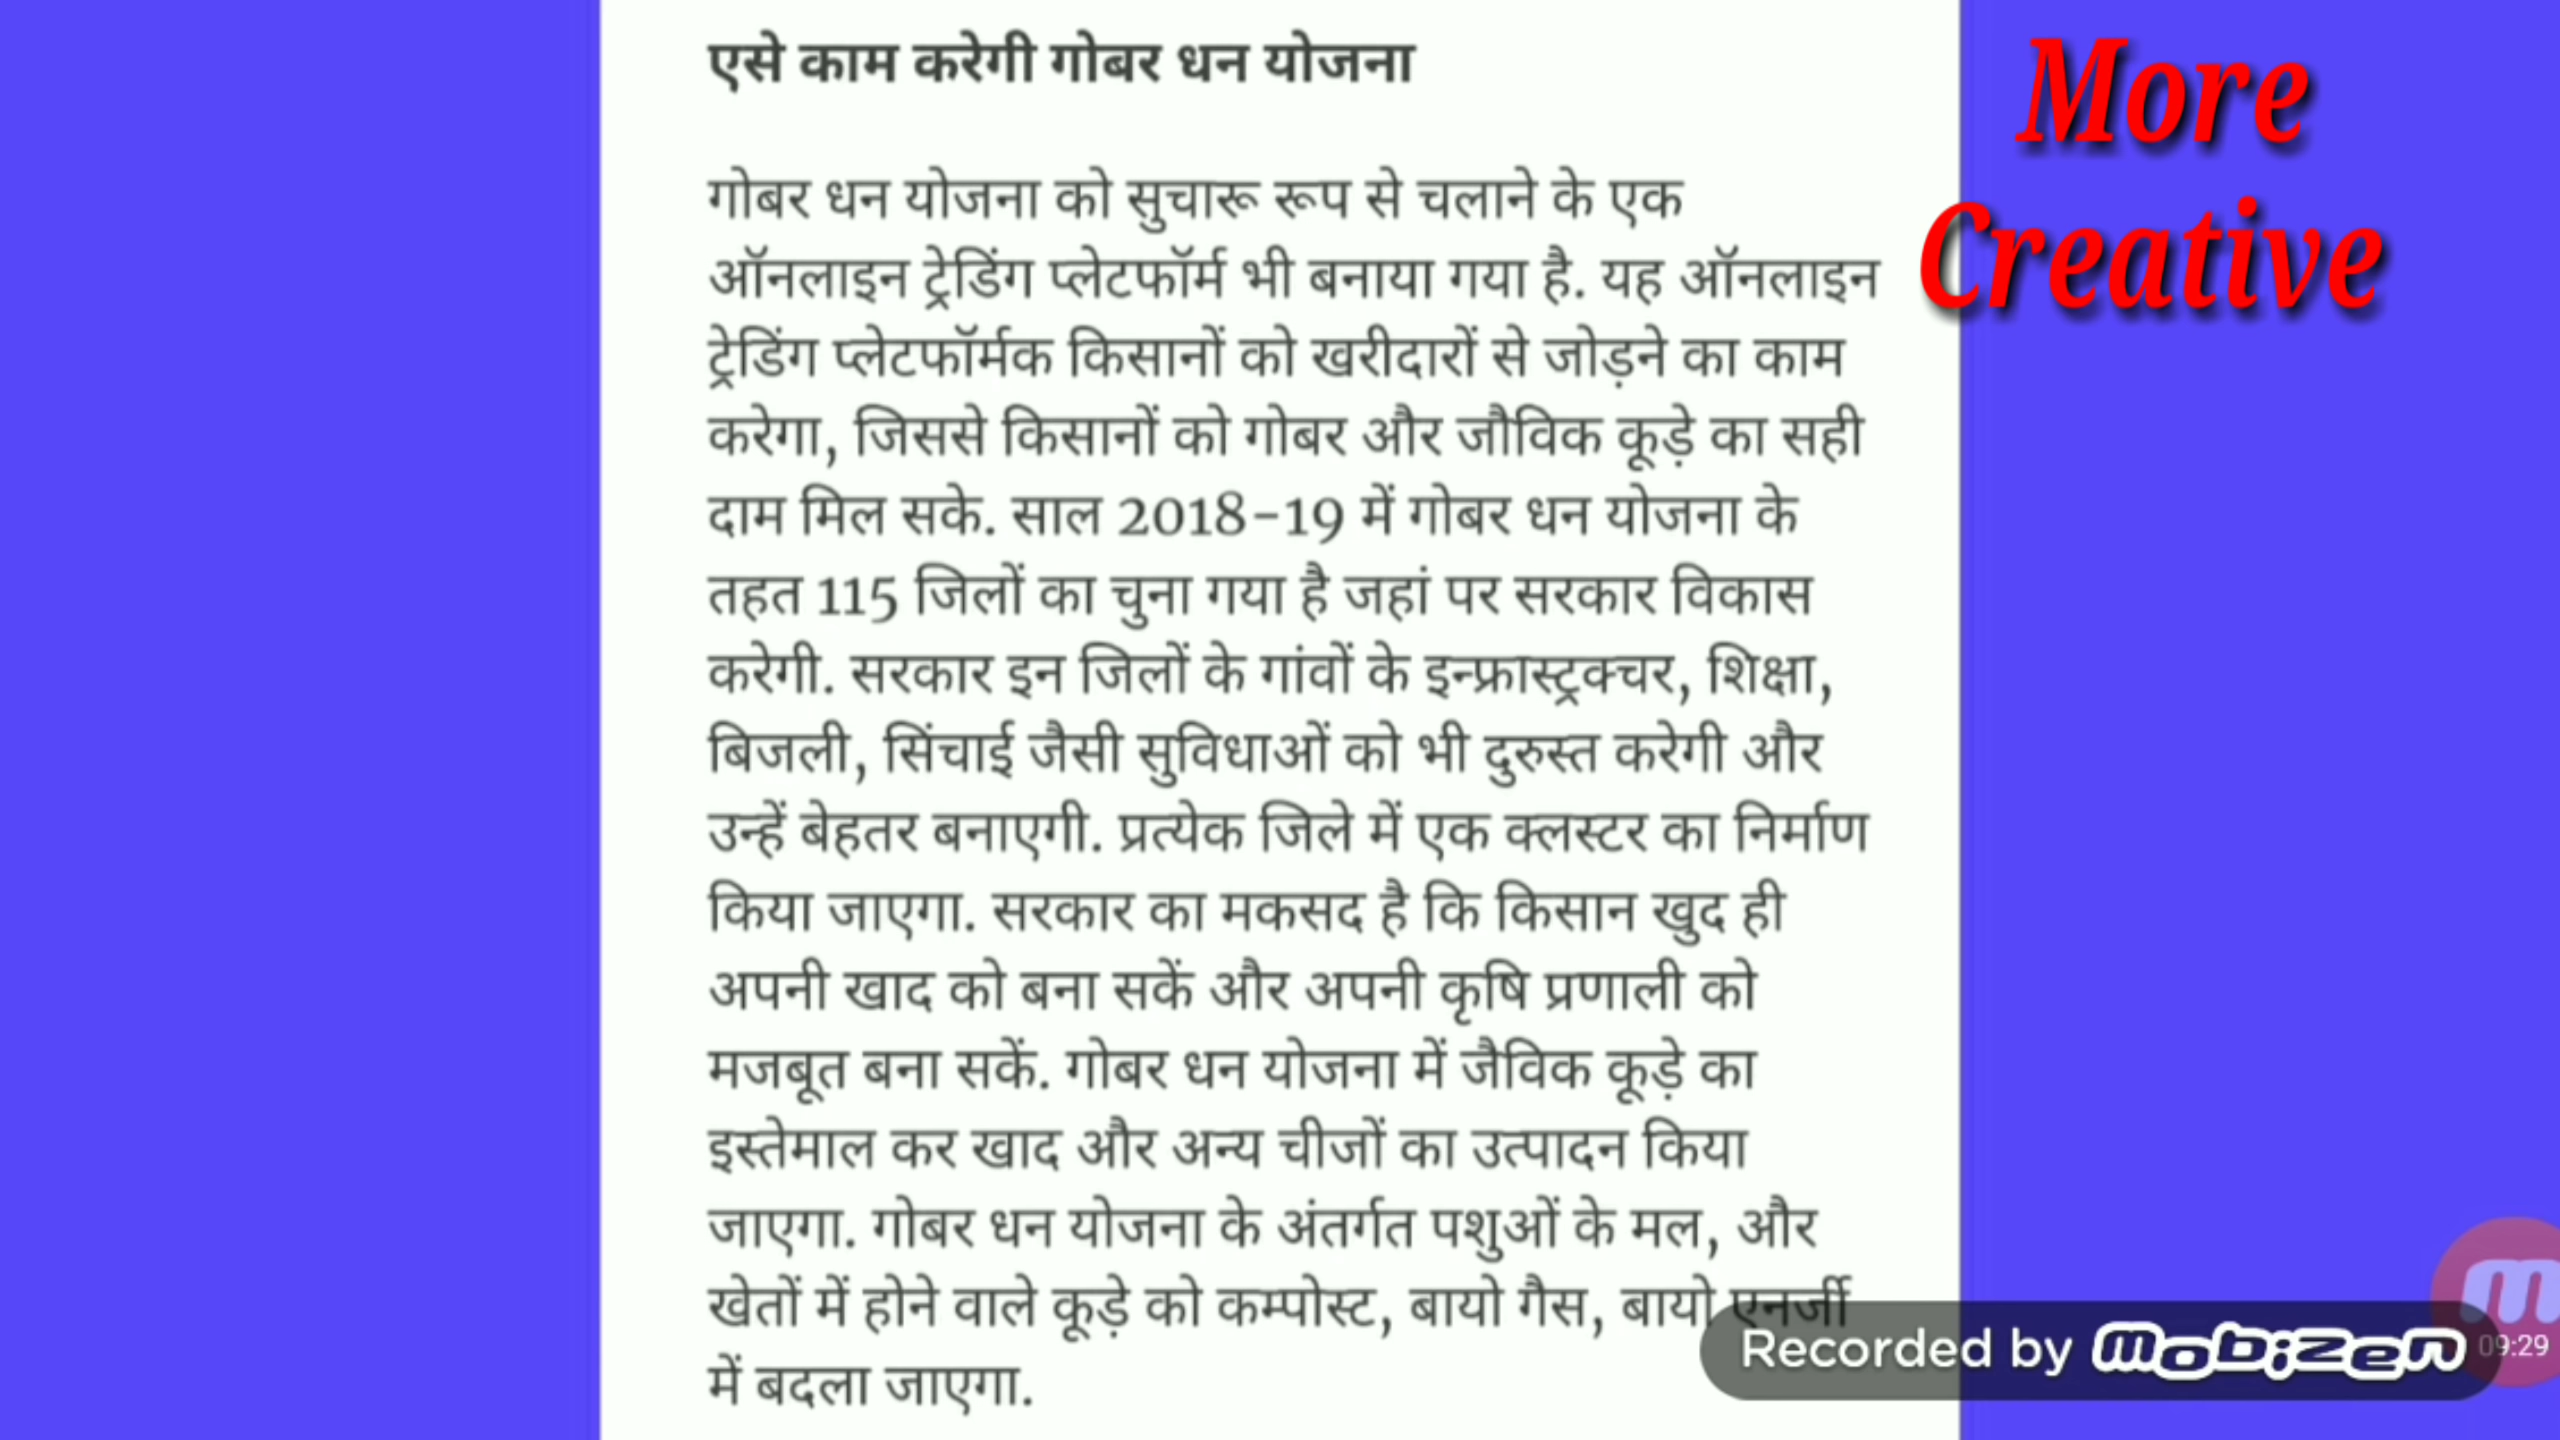 एसे काम करेगी गोबर धन योजना
गोबर धन योजना को सुचारू रूप से चलाने के एक
ऑनलाइन ट्रेडिंग प्लेटफॉर्म भी बनाया गया है. यह ऑनलाइन
ट्रेडिंग प्लेटफॉर्मक किसानों को खरीदारों से जोड़ने का काम
करेगा, जिससे किसानों को गोबर और जौविक कूड़े का सही
दाम मिल सके. साल 2018-19 में गोबर धन योजना के
तहत 115 जिलों का चुना गया है जहां पर सरकार विकास
करेगी. सरकार इन जिलों के गांवों के इन्फ्रास्ट्रक्चर, शिक्षा,
बिजली, सिंचाई जैसी सुविधाओं को भी दुरुस्त करेगी और
उन्हें बेहतर बनाएगी. प्रत्येक जिले में एक क्लस्टर का निर्माण
किया जाएगा. सरकार का मकसद है कि किसान खुद ही
अपनी खाद को बना सकें और अपनी कृषि प्रणाली को
मजबूत बना सकें. गोबर धन योजना में जैविक कूड़े का
इस्तेमाल कर खाद और अन्य चीजों का उत्पादन किया
जाएगा. गोबर धन योजना के अंतर्गत पशुओं के मल, और
खेतों में होने वाले कूड़े को कम्पोस्ट, बायो गैस, बायो एनर्जी
में बदला जाएगा.
More
Creative
Recorded by mobizen
09:29